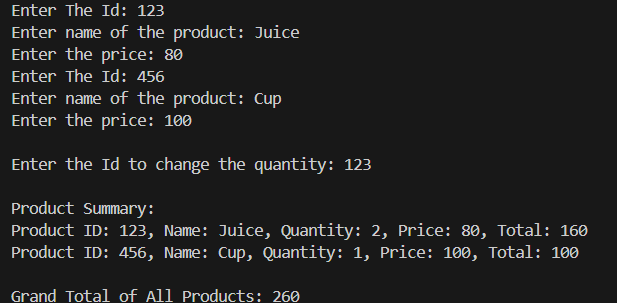 Enter The Id: 123
Enter name of the product: Juice
Enter the price: 80
Enter The Id: 456
Enter name of the product: Cup
Enter the price: 100
Enter the Id to change the quantity: 123
Product Summary:
Product ID: 123, Name: Juice, Quantity: 2, Price: 80, Total: 160
Product ID: 456, Name: Cup, Quantity: 1, Price: 100, Total: 100
Grand Total of All Products: 260